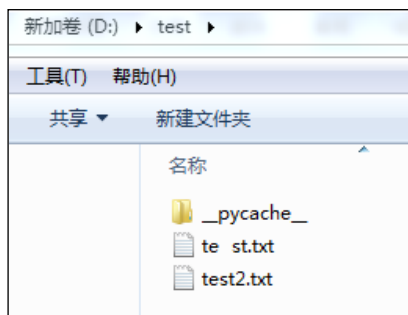 新加卷 (D:) ▸ test ▸
工具(T) 帮助(H)
共享 ▼ 新建文件夹
名称
__pycache__
te  st.txt
test2.txt